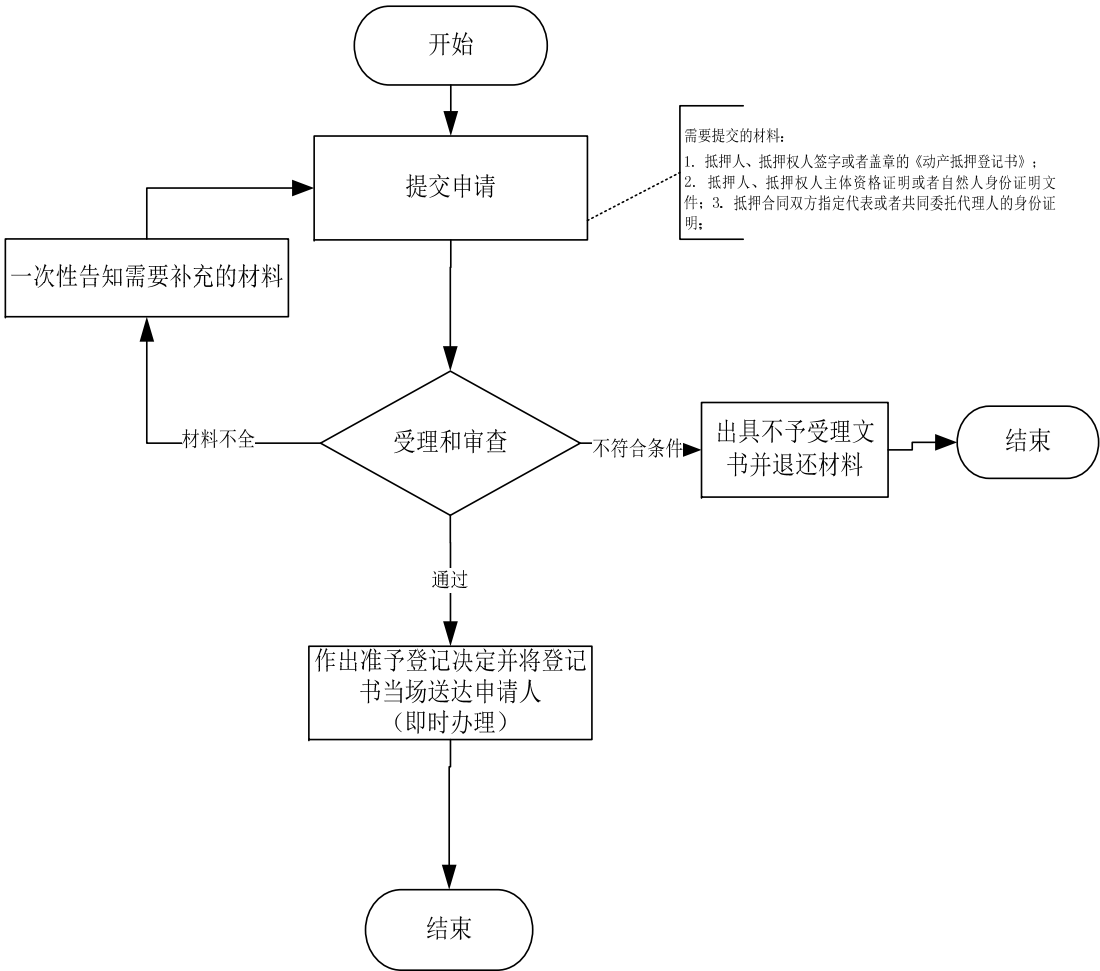 开始
提交申请
需要提交的材料：
1. 抵押人、抵押权人签字或者盖章的《动产抵押登记书》；
2. 抵押人、抵押权人主体资格证明或者自然人身份证明文
件；3. 抵押合同双方指定代表或者共同委托代理人的身份证
明；
一次性告知需要补充的材料
材料不全
受理和审查
不符合条件
出具不予受理文
书并退还材料
结束
通过
作出准予登记决定并将登记
书当场送达申请人
（即时办理）
结束